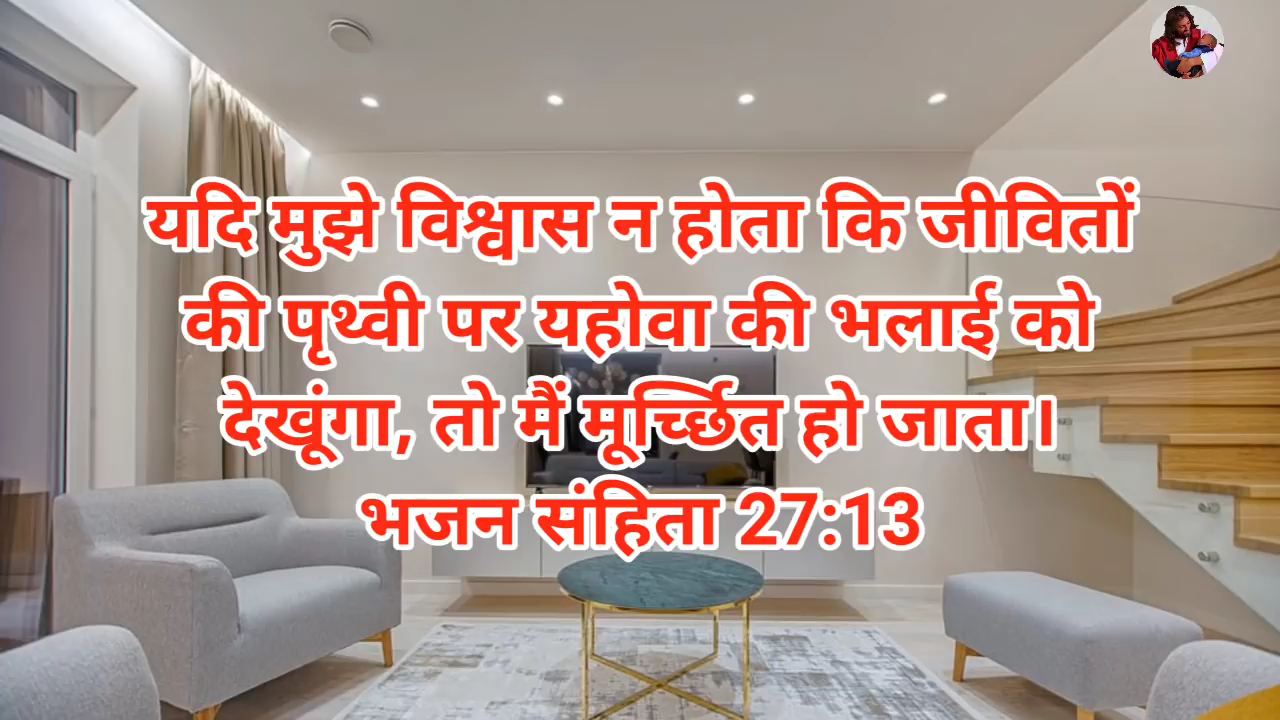 यदि मुझे विश्वास न होता कि जीवितों
की पृथ्वी पर यहोवा की भलाई को
देखूंगा, तो मैं मूर्च्छित हो जाता।
भजन संहिता 27:13